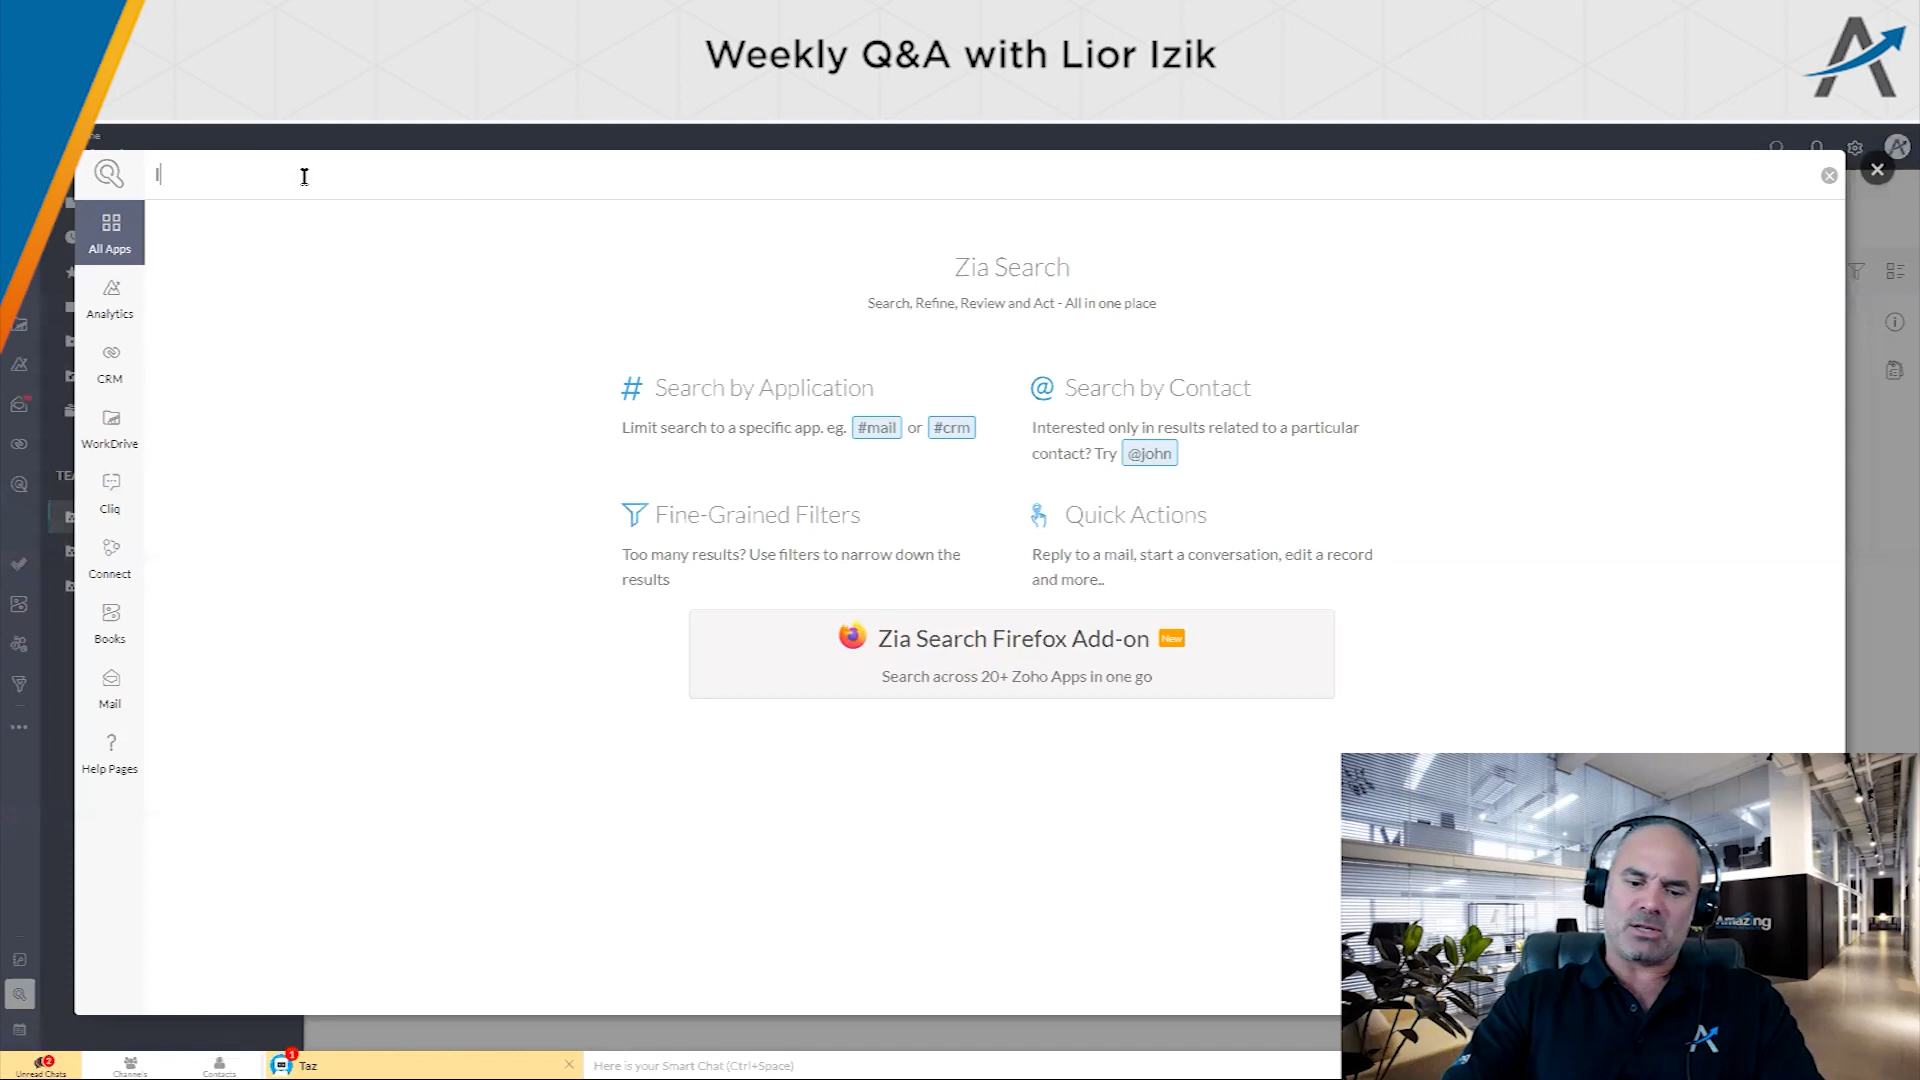 Weekly Q&A with Lior Izik
I
All Apps
Analytics
CRM
WorkDrive
Cliq
Connect
Books
Mail
Help Pages
Zia Search
Search, Refine, Review and Act - All in one place
# Search by Application
Limit search to a specific app. eg. #mail or #crm
@ Search by Contact
Interested only in results related to a particular
contact? Try @john
Fine-Grained Filters
Too many results? Use filters to narrow down the
results
Quick Actions
Reply to a mail, start a conversation, edit a record
and more..
Zia Search Firefox Add-on New
Search across 20+ Zoho Apps in one go
Amazing
2
Unread Chats
Channels
Contacts
1
Taz
Here is your Smart Chat (Ctrl+Space)